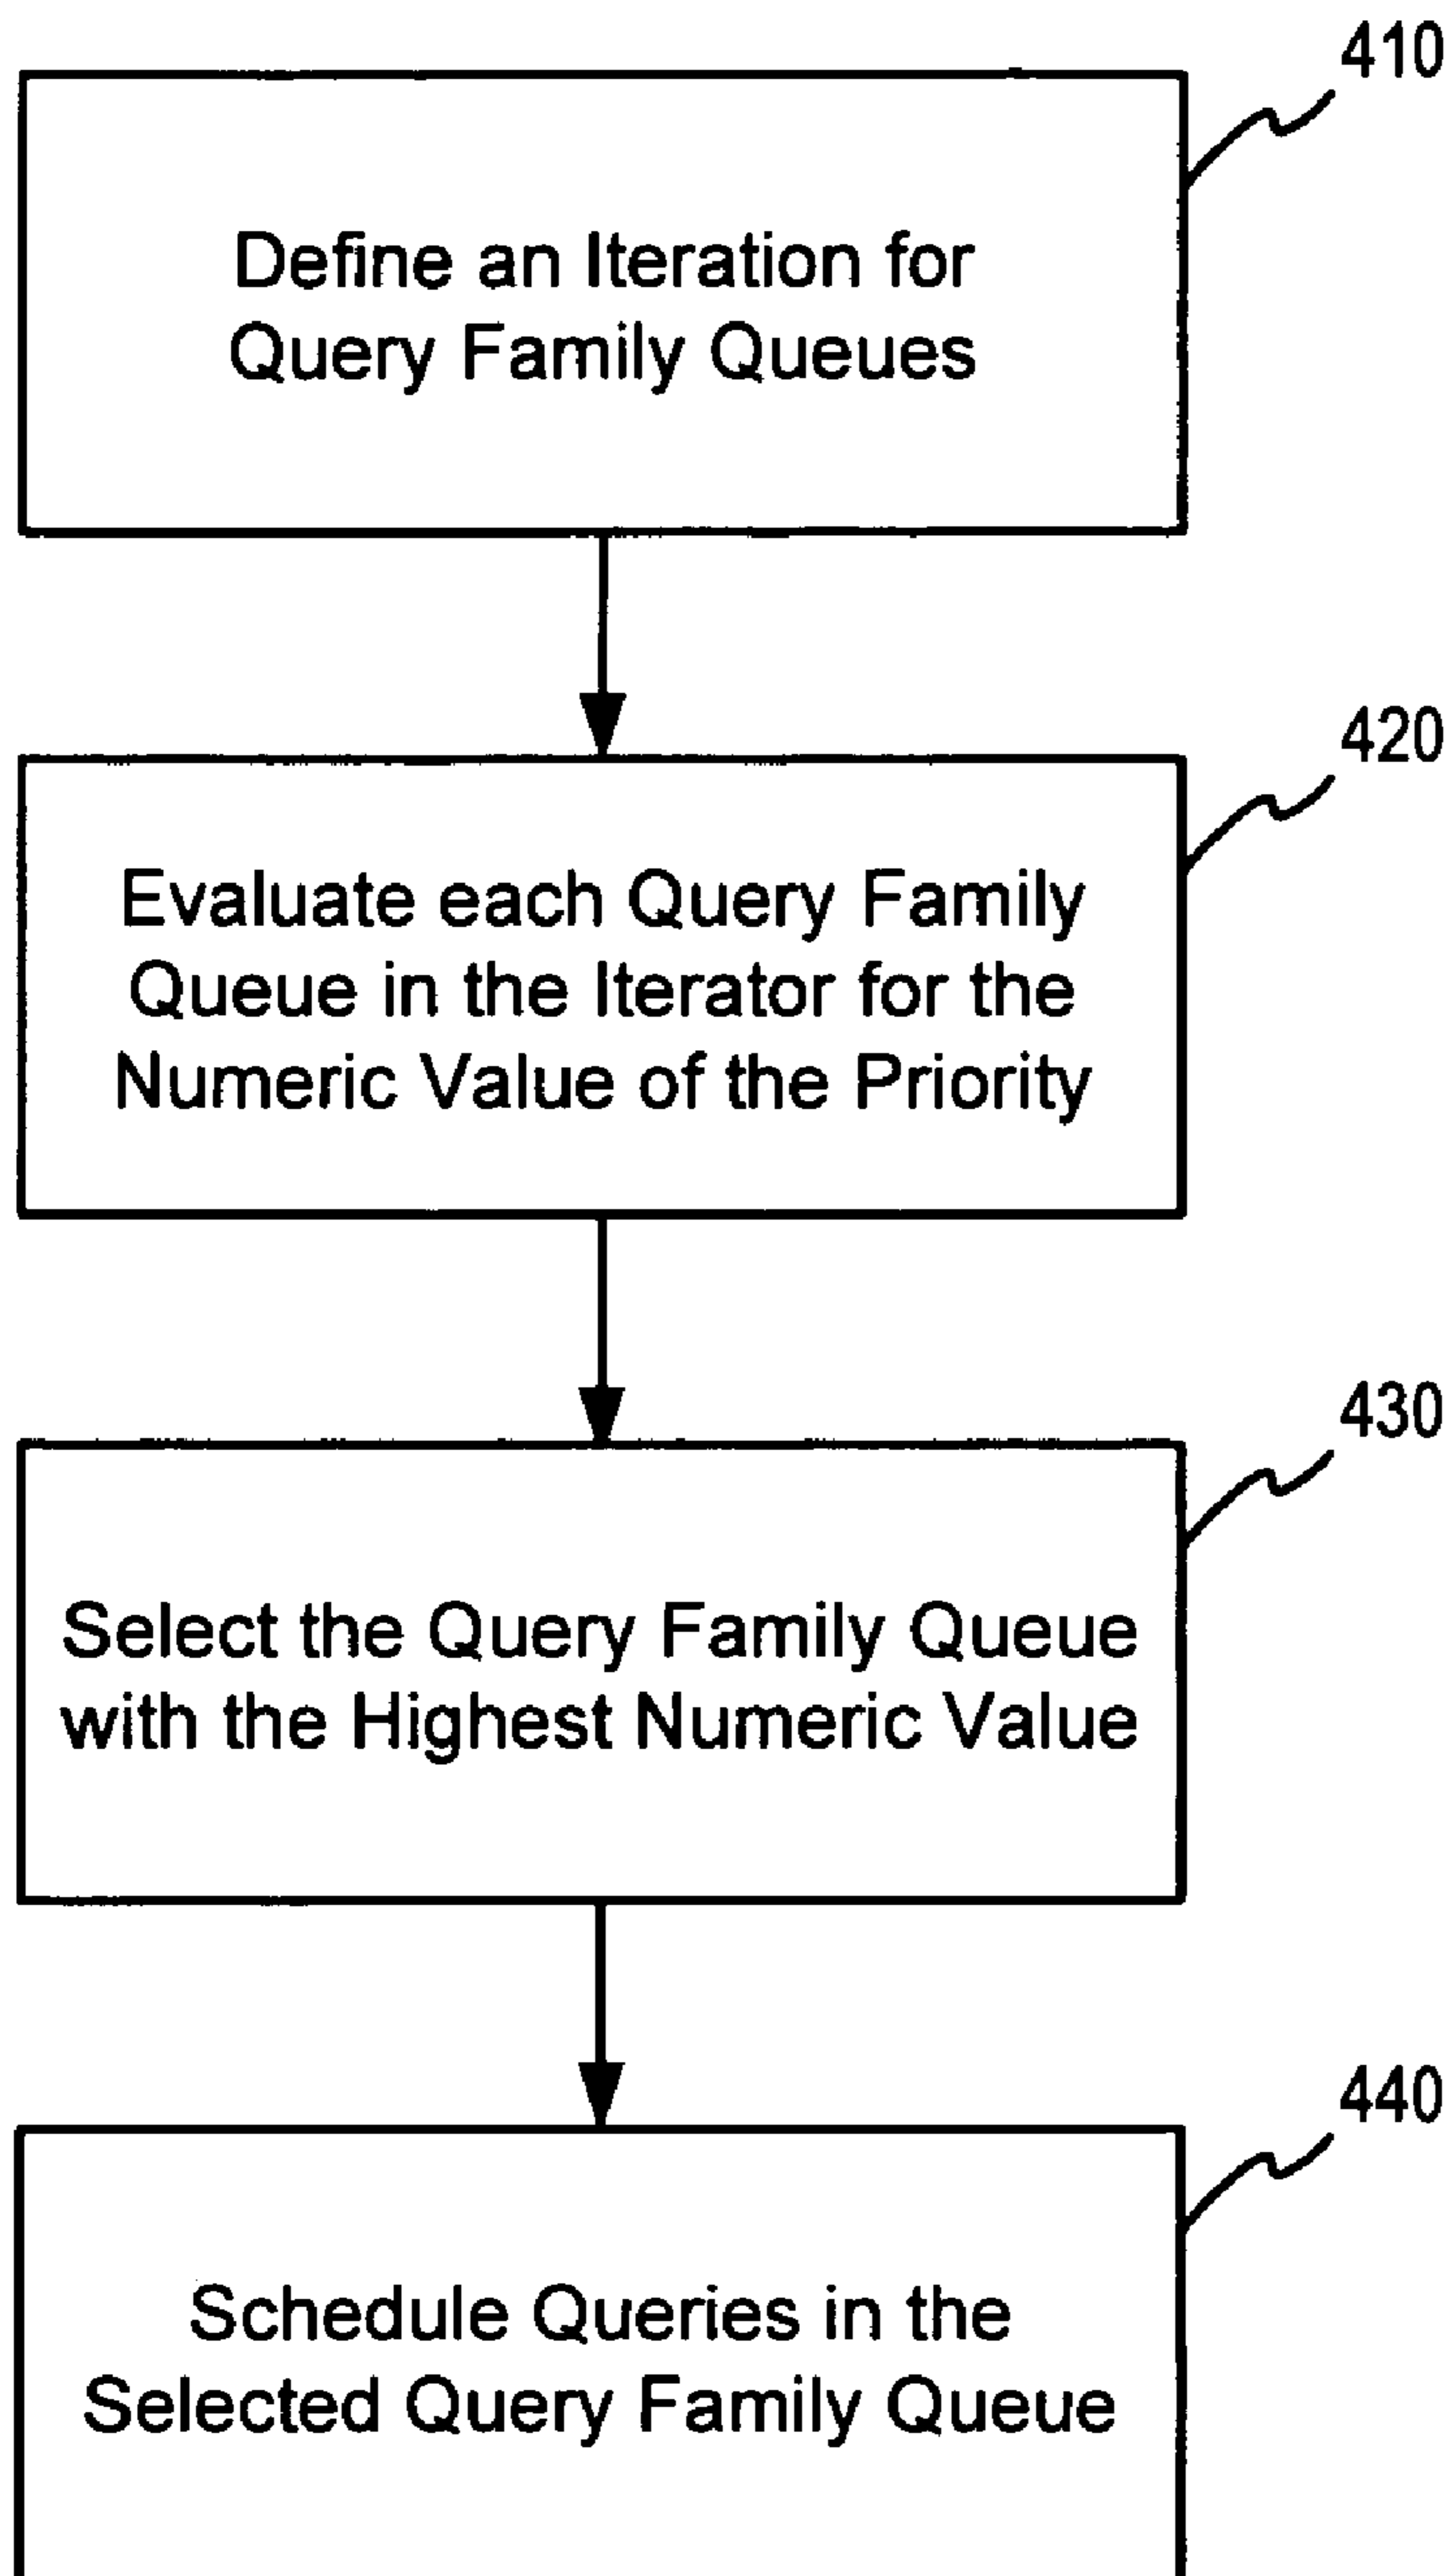 410
Define an Iteration for
Query Family Queues
420
Evaluate each Query Family
Queue in the Iterator for the
Numeric Value of the Priority
430
Select the Query Family Queue
with the Highest Numeric Value
440
Schedule Queries in the
Selected Query Family Queue